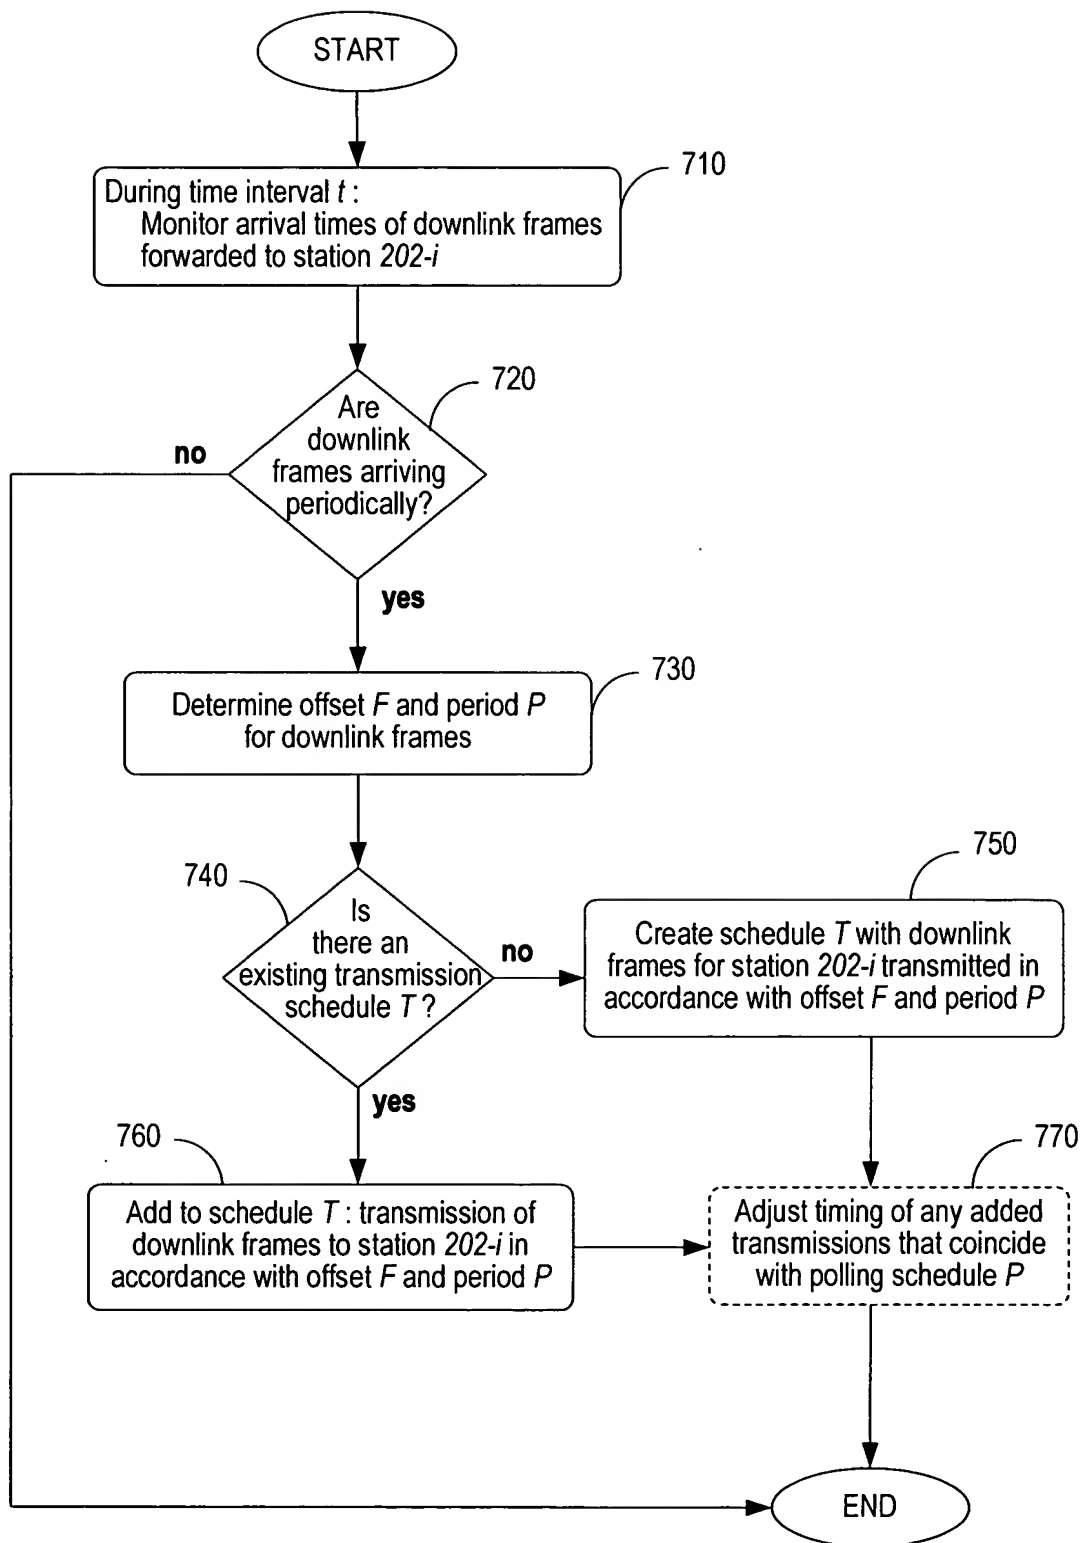 START
710
During time interval t :
Monitor arrival times of downlink frames
forwarded to station 202-i
720
Are
downlink
frames arriving
periodically?
no
yes
730
Determine offset F and period P
for downlink frames
740
Is
there an
existing transmission
schedule T ?
no
yes
750
Create schedule T with downlink
frames for station 202-i transmitted in
accordance with offset F and period P
760
Add to schedule T : transmission of
downlink frames to station 202-i in
accordance with offset F and period P
770
Adjust timing of any added
transmissions that coincide
with polling schedule P
END